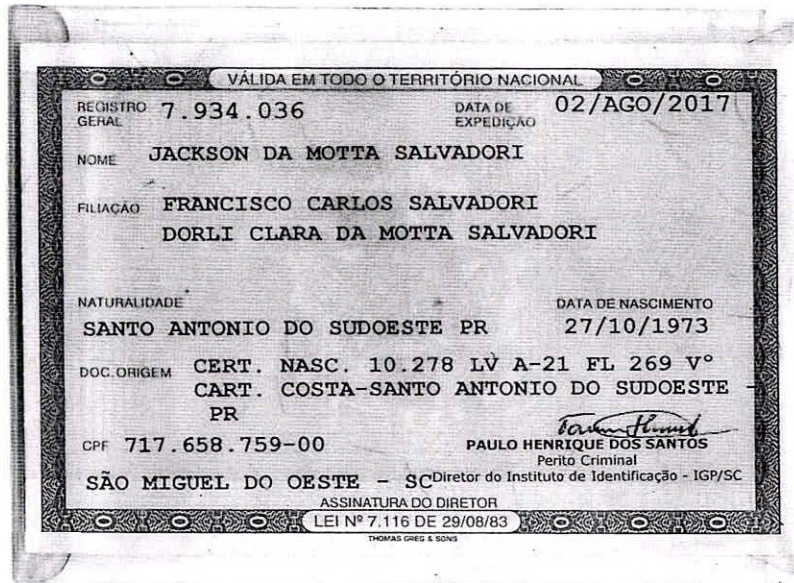 VÁLIDA EM TODO O TERRITÓRIO NACIONAL
REGISTRO GERAL 7.934.036 DATA DE EXPEDIÇÃO 02/AGO/2017
NOME JACKSON DA MOTTA SALVADORI
FILIAÇÃO FRANCISCO CARLOS SALVADORI
DORLI CLARA DA MOTTA SALVADORI
NATURALIDADE DATA DE NASCIMENTO
SANTO ANTONIO DO SUDOESTE PR 27/10/1973
DOC.ORIGEM CERT. NASC. 10.278 LV A-21 FL 269 Vº
CART. COSTA-SANTO ANTONIO DO SUDOESTE -
PR
CPF 717.658.759-00 PAULO HENRIQUE DOS SANTOS
Perito Criminal
SÃO MIGUEL DO OESTE - SC Diretor do Instituto de Identificação - IGP/SC
ASSINATURA DO DIRETOR
LEI Nº 7.116 DE 29/08/83
THOMAS GREG & SONS